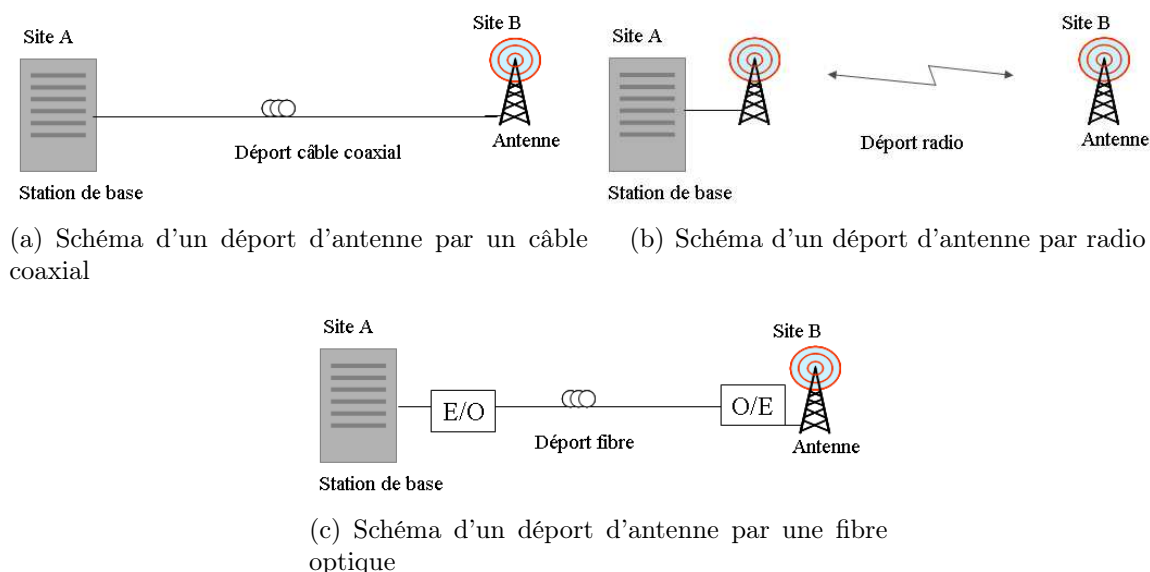 Site A
Site B
Déport câble coaxial
Antenne
Station de base
(a) Schéma d'un déport d'antenne par un câble
coaxial
Site A
Site B
Déport radio
Antenne
Station de base
(b) Schéma d'un déport d'antenne par radio
Site A
Site B
E/O
O/E
Déport fibre
Antenne
Station de base
(c) Schéma d'un déport d'antenne par une fibre
optique